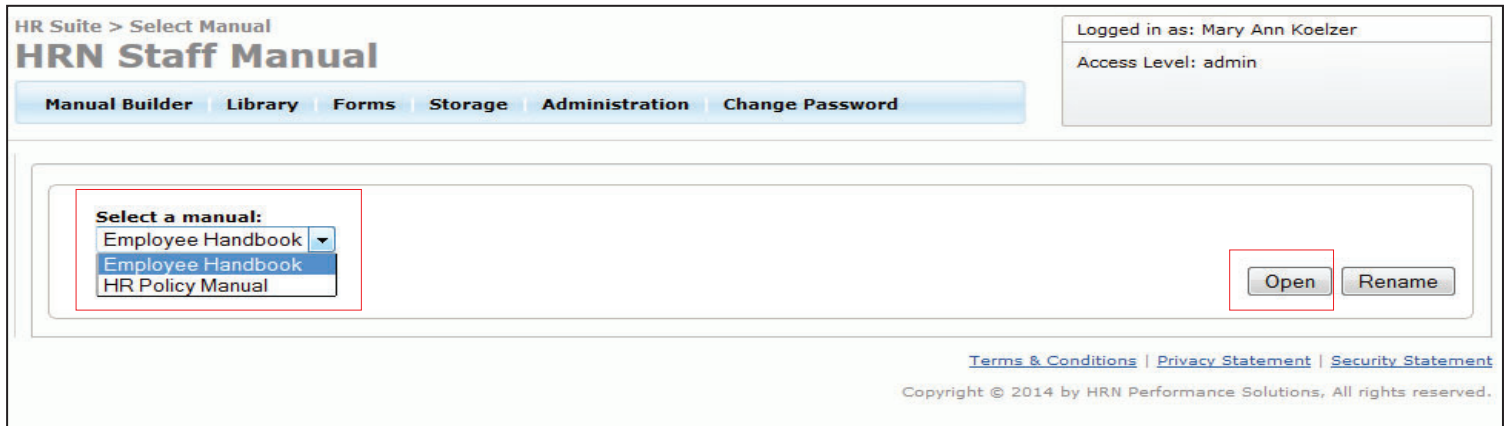 HR Suite > Select Manual
HRN Staff Manual
Logged in as: Mary Ann Koelzer
Access Level: admin
Manual Builder Library Forms Storage Administration Change Password
Select a manual:
Employee Handbook
Employee Handbook
HR Policy Manual
Open Rename
Terms & Conditions | Privacy Statement | Security Statement
Copyright © 2014 by HRN Performance Solutions, All rights reserved.